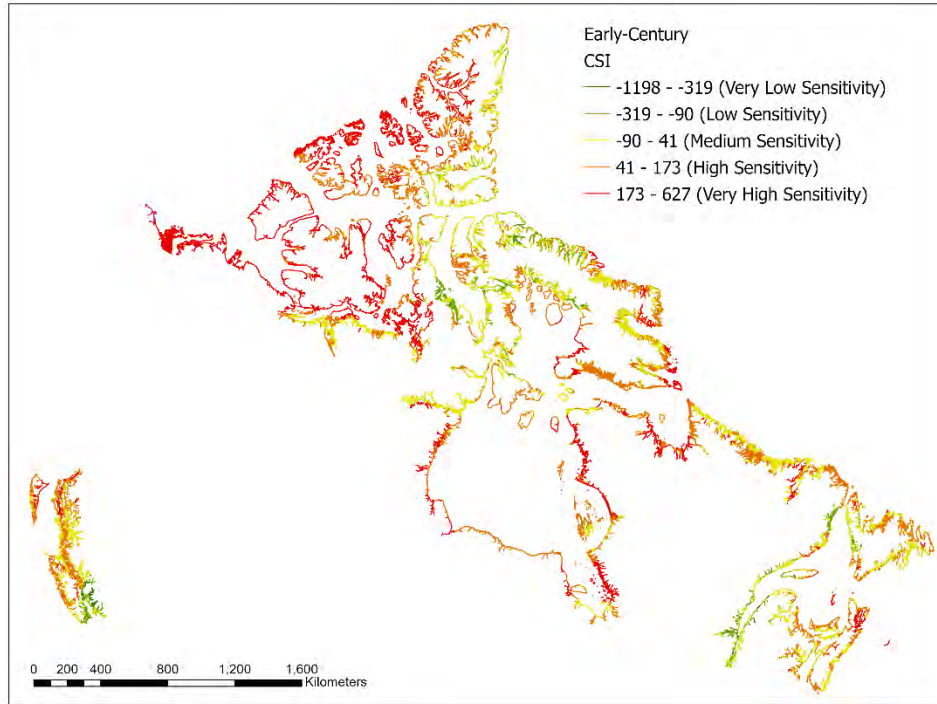 Early-Century
CSI
-1198 - -319 (Very Low Sensitivity)
-319 - -90 (Low Sensitivity)
-90 - 41 (Medium Sensitivity)
41 - 173 (High Sensitivity)
173 - 627 (Very High Sensitivity)
0 200 400 800 1,200 1,600
Kilometers